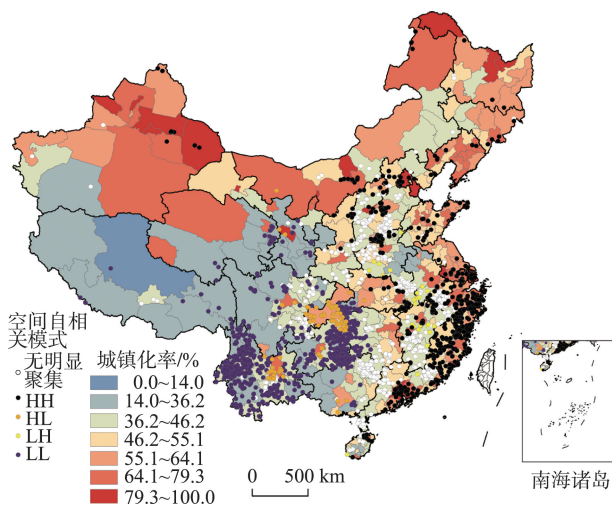 空间自相
关模式
无明显
聚集
HH
HL
LH
LL
城镇化率/%
0.0~14.0
14.0~36.2
36.2~46.2
46.2~55.1
55.1~64.1
64.1~79.3
79.3~100.0
0 500 km
南海诸岛